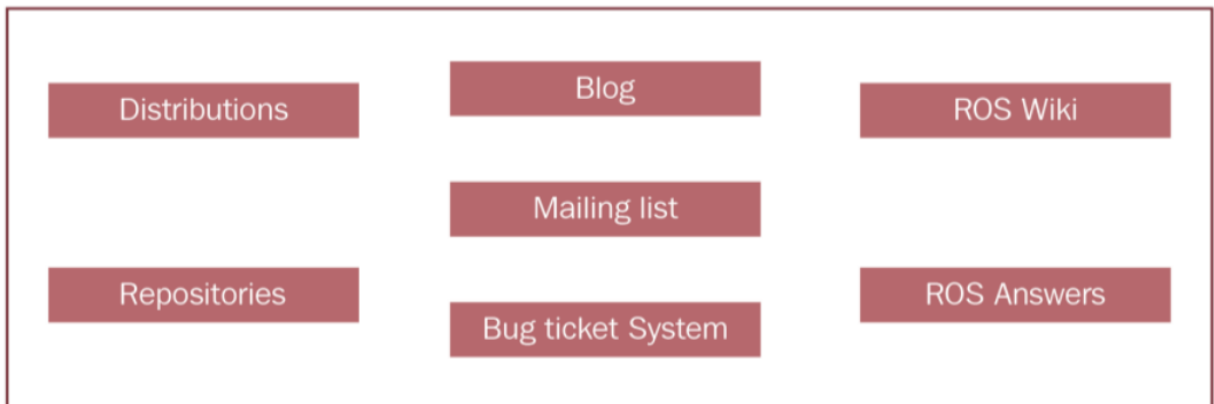 Distributions
Blog
ROS Wiki
Mailing list
Repositories
ROS Answers
Bug ticket System